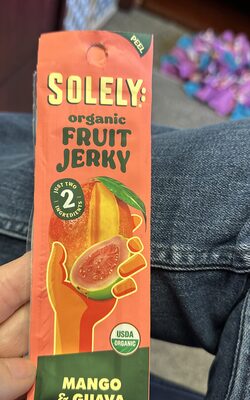 PEEL
SOLELY:
organic
FRUIT
JERKY
JUST TWO
2
INGREDIENTS
USDA
ORGANIC
MANGO
& GUAVA